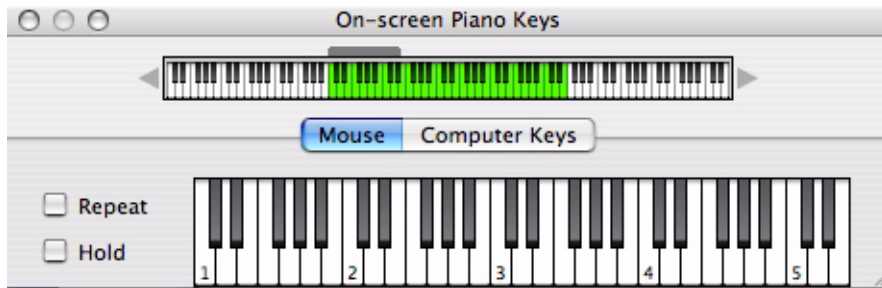 On-screen Piano Keys
Mouse Computer Keys
Repeat
Hold
1 2 3 4 5